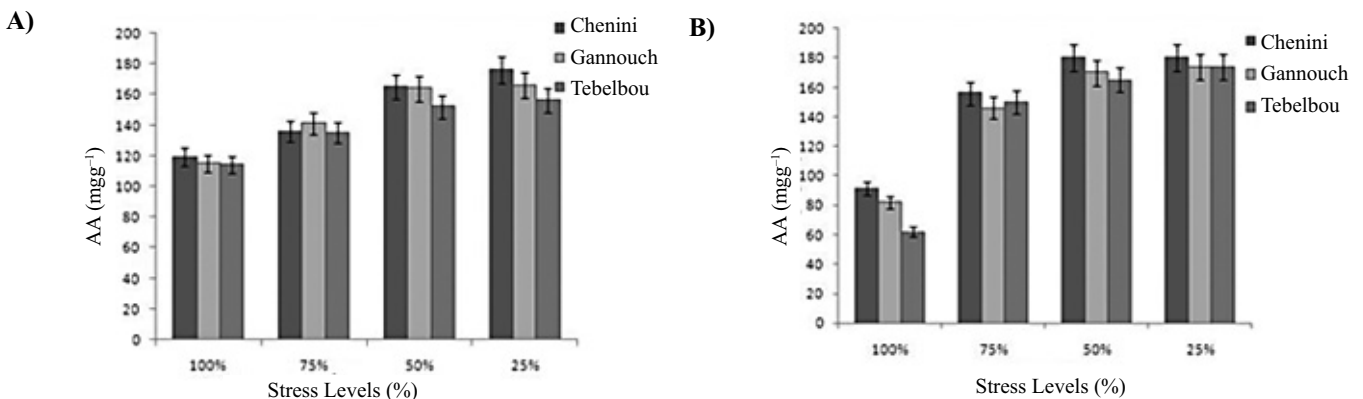 A)
200
180
160
140
120
100
80
60
40
20
0
AA (mgg⁻¹)
100%
75%
50%
25%
Stress Levels (%)
Chenini
Gannouch
Tebelbou
B)
200
180
160
140
120
100
80
60
40
20
0
AA (mgg⁻¹)
100%
75%
50%
25%
Stress Levels (%)
Chenini
Gannouch
Tebelbou